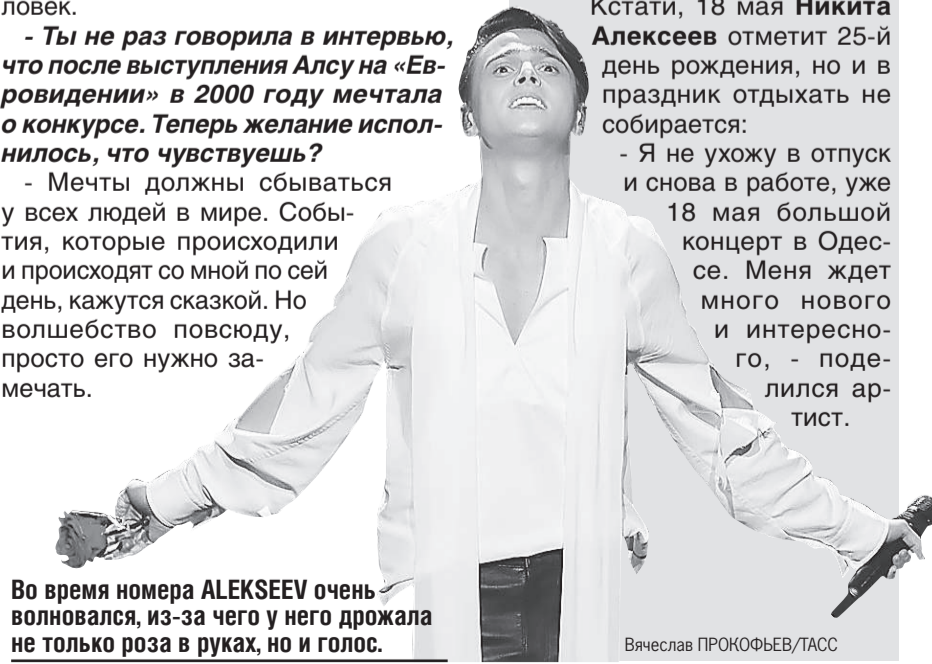 ловек.
- Ты не раз говорила в интервью,
что после выступления Алсу на «Ев-
ровидении» в 2000 году мечтала
о конкурсе. Теперь желание испол-
нилось, что чувствуешь?
- Мечты должны сбываться
у всех людей в мире. Собы-
тия, которые происходили
и происходят со мной по сей
день, кажутся сказкой. Но
волшебство повсюду,
просто его нужно за-
мечать.
Кстати, 18 мая Никита
Алексеев отметит 25-й
день рождения, но и в
праздник отдыхать не
собирается:
- Я не ухожу в отпуск
и снова в работе, уже
18 мая большой
концерт в Одес-
се. Меня ждет
много нового
и интересно-
го, - поде-
лился ар-
тист.
Во время номера ALEKSEEV очень
волновался, из-за чего у него дрожала
не только роза в руках, но и голос.
Вячеслав ПРОКОФЬЕВ/ТАСС